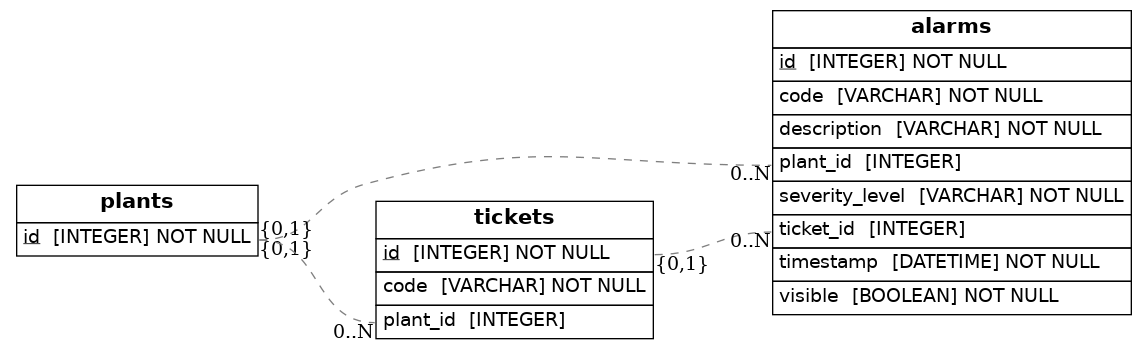 alarms
id [INTEGER] NOT NULL
code [VARCHAR] NOT NULL
description [VARCHAR] NOT NULL
plant_id [INTEGER]
severity_level [VARCHAR] NOT NULL
ticket_id [INTEGER]
timestamp [DATETIME] NOT NULL
visible [BOOLEAN] NOT NULL
0..N
0..N
plants
id [INTEGER] NOT NULL
{0,1}
{0,1}
tickets
id [INTEGER] NOT NULL
code [VARCHAR] NOT NULL
plant_id [INTEGER]
{0,1}
0..N